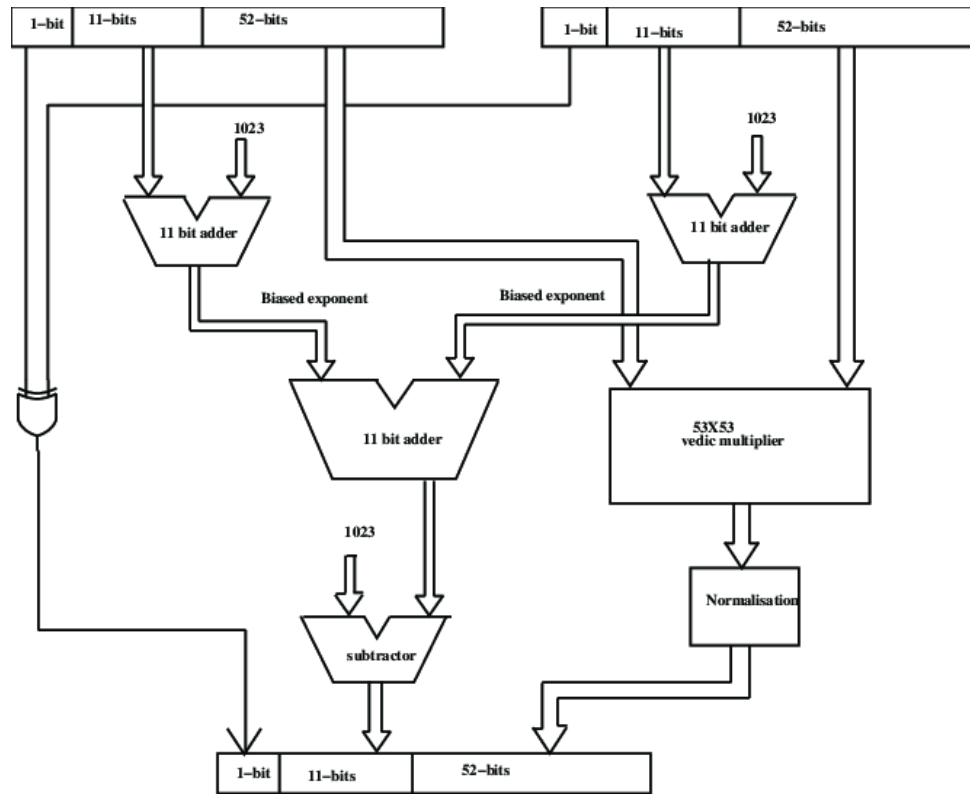 1-bit 11-bits 52-bits
1-bit 11-bits 52-bits
1023
1023
11 bit adder
11 bit adder
Biased exponent
Biased exponent
11 bit adder
53X53
vedic multiplier
1023
Normalisation
subtractor
1-bit 11-bits 52-bits